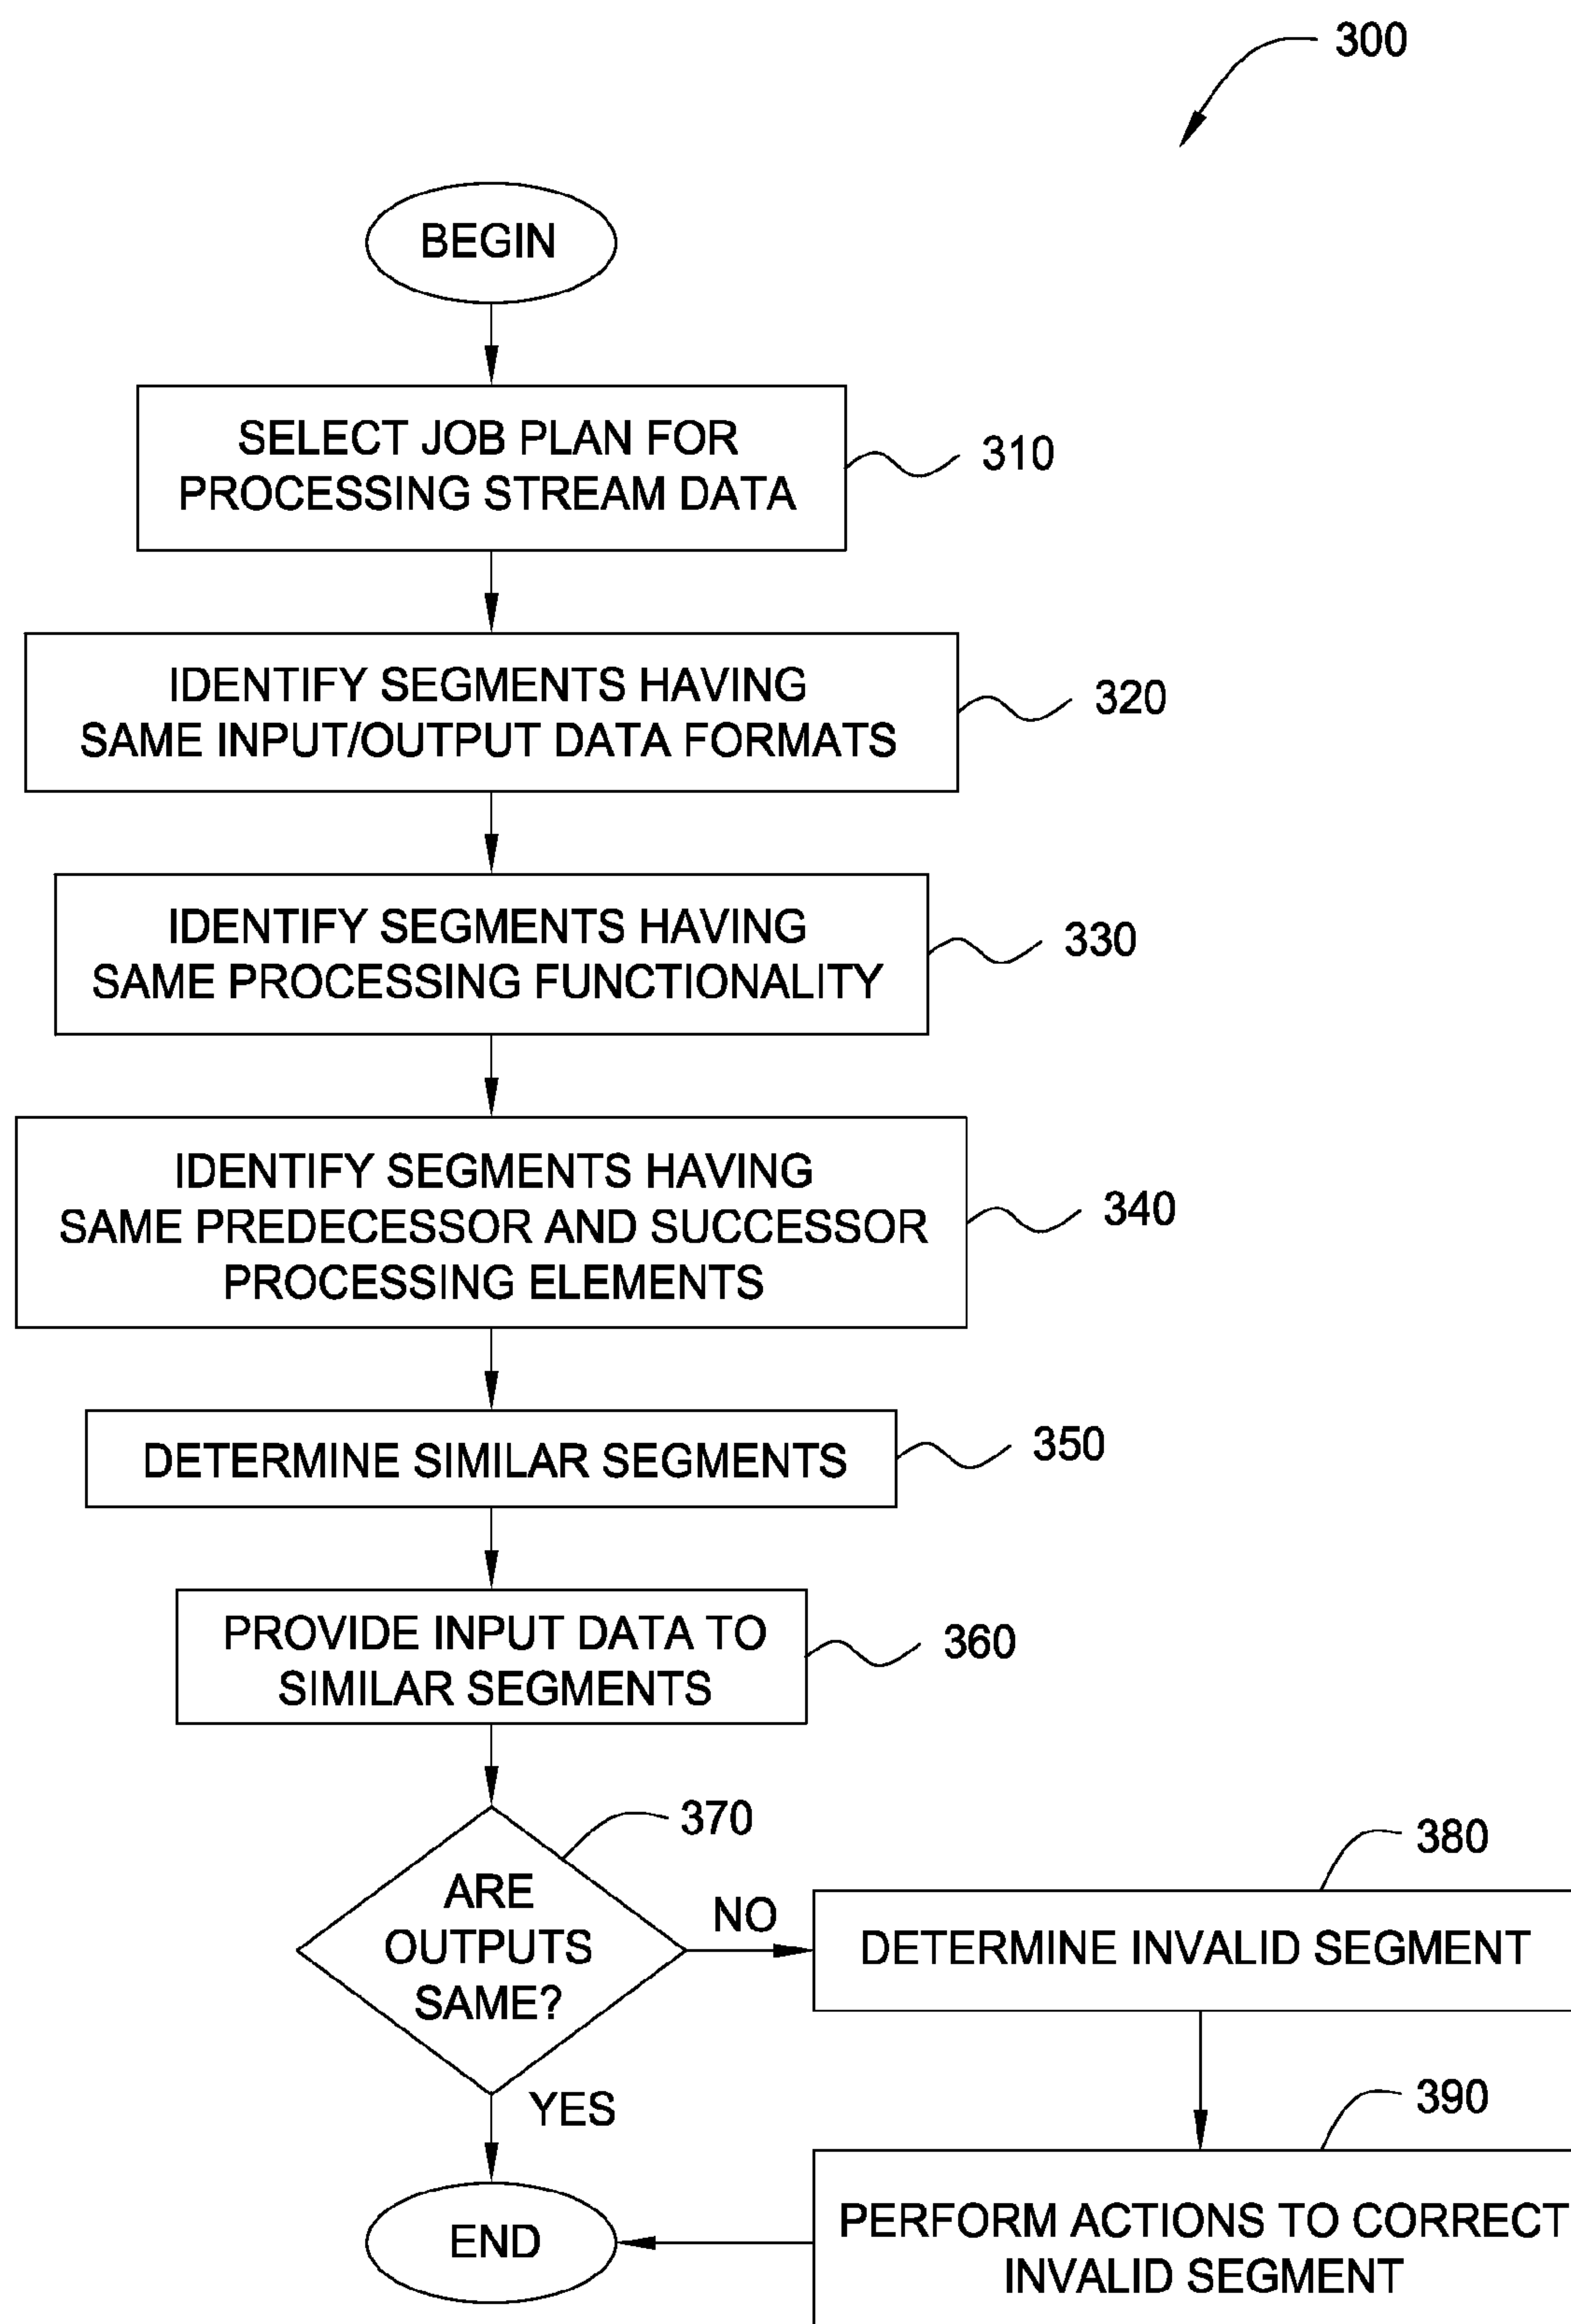 300
BEGIN
SELECT JOB PLAN FOR
PROCESSING STREAM DATA
310
IDENTIFY SEGMENTS HAVING
SAME INPUT/OUTPUT DATA FORMATS
320
IDENTIFY SEGMENTS HAVING
SAME PROCESSING FUNCTIONALITY
330
IDENTIFY SEGMENTS HAVING
SAME PREDECESSOR AND SUCCESSOR
PROCESSING ELEMENTS
340
DETERMINE SIMILAR SEGMENTS
350
PROVIDE INPUT DATA TO
SIMILAR SEGMENTS
360
370
ARE
OUTPUTS
SAME?
NO
YES
380
DETERMINE INVALID SEGMENT
390
PERFORM ACTIONS TO CORRECT
INVALID SEGMENT
END